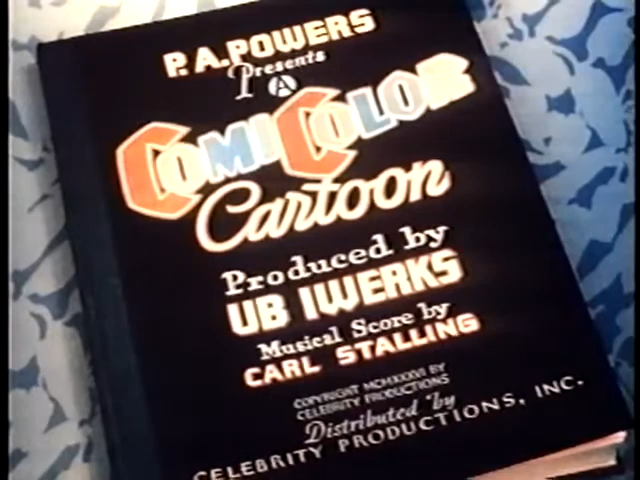 P. A. POWERS
Presents
A
COMICOLOR
Cartoon
Produced by
UB IWERKS
Musical Score by
CARL STALLING
COPYRIGHT MCMXXXVI BY
CELEBRITY PRODUCTIONS
Distributed by
CELEBRITY PRODUCTIONS, INC.